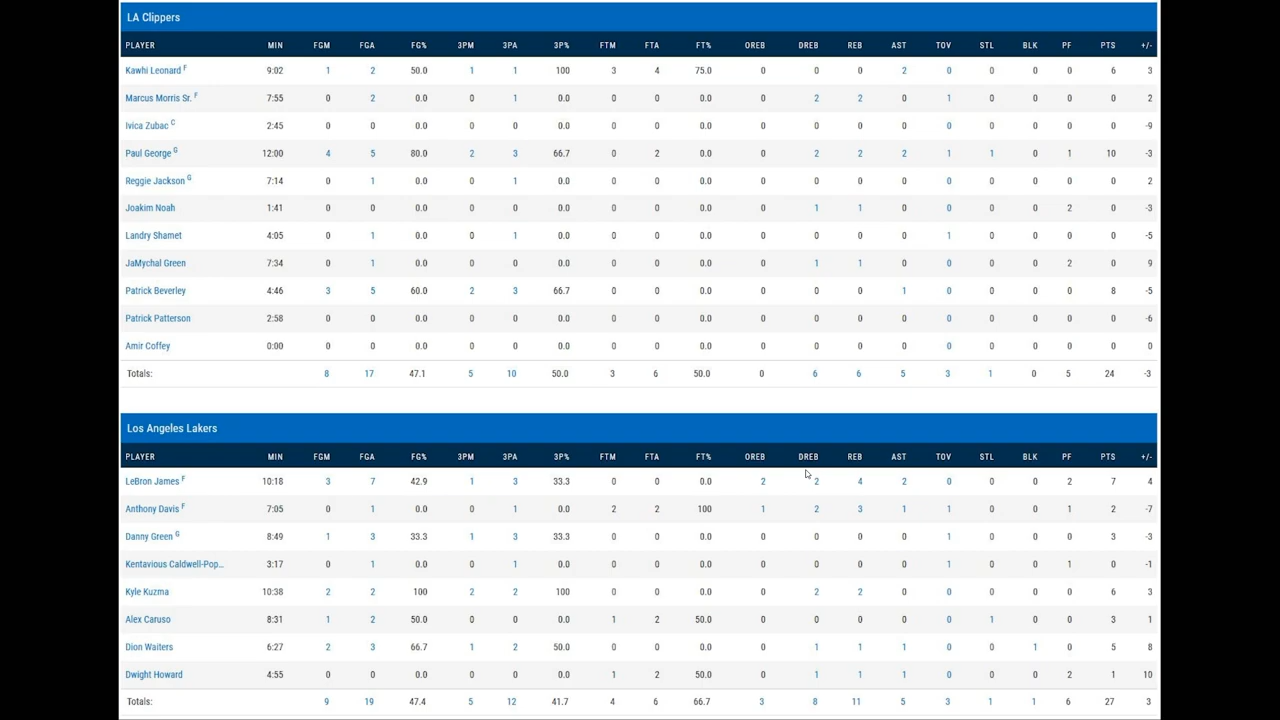 LA Clippers
PLAYER MIN FGM FGA FG% 3PM 3PA 3P% FTM FTA FT% OREB DREB REB AST TOV STL BLK PF PTS +/-
Kawhi Leonard F 9:02 1 2 50.0 1 1 100 3 4 75.0 0 0 0 2 0 0 0 0 6 3
Marcus Morris Sr. F 7:55 0 2 0.0 0 1 0.0 0 0 0.0 0 2 2 0 1 0 0 0 0 2
Ivica Zubac C 2:45 0 0 0.0 0 0 0.0 0 0 0.0 0 0 0 0 0 0 0 0 0 -9
Paul George G 12:00 4 5 80.0 2 3 66.7 0 2 0.0 0 2 2 2 1 1 0 1 10 -3
Reggie Jackson G 7:14 0 1 0.0 0 1 0.0 0 0 0.0 0 0 0 0 0 0 0 0 0 2
Joakim Noah 1:41 0 0 0.0 0 0 0.0 0 0 0.0 0 1 1 0 0 0 0 2 0 -3
Landry Shamet 4:05 0 1 0.0 0 1 0.0 0 0 0.0 0 0 0 0 1 0 0 0 0 -5
JaMychal Green 7:34 0 1 0.0 0 0 0.0 0 0 0.0 0 1 1 0 0 0 0 2 0 9
Patrick Beverley 4:46 3 5 60.0 2 3 66.7 0 0 0.0 0 0 0 1 0 0 0 0 8 -5
Patrick Patterson 2:58 0 0 0.0 0 0 0.0 0 0 0.0 0 0 0 0 0 0 0 0 0 -6
Amir Coffey 0:00 0 0 0.0 0 0 0.0 0 0 0.0 0 0 0 0 0 0 0 0 0 0
Totals: 8 17 47.1 5 10 50.0 3 6 50.0 0 6 6 5 3 1 0 5 24 -3
Los Angeles Lakers
PLAYER MIN FGM FGA FG% 3PM 3PA 3P% FTM FTA FT% OREB DREB REB AST TOV STL BLK PF PTS +/-
LeBron James F 10:18 3 7 42.9 1 3 33.3 0 0 0.0 2 2 4 2 0 0 0 2 7 4
Anthony Davis F 7:05 0 1 0.0 0 1 0.0 2 2 100 1 2 3 1 1 0 0 1 2 -7
Danny Green G 8:49 1 3 33.3 1 3 33.3 0 0 0.0 0 0 0 0 1 0 0 0 3 -3
Kentavious Caldwell-Pop... 3:17 0 1 0.0 0 1 0.0 0 0 0.0 0 0 0 0 1 0 0 1 0 -1
Kyle Kuzma 10:38 2 2 100 2 2 100 0 0 0.0 0 2 2 0 0 0 0 0 6 3
Alex Caruso 8:31 1 2 50.0 0 0 0.0 1 2 50.0 0 0 0 0 0 1 0 0 3 1
Dion Waiters 6:27 2 3 66.7 1 2 50.0 0 0 0.0 0 1 1 1 0 0 1 0 5 8
Dwight Howard 4:55 0 0 0.0 0 0 0.0 1 2 50.0 0 1 1 1 0 0 0 2 1 10
Totals: 9 19 47.4 5 12 41.7 4 6 66.7 3 8 11 5 3 1 1 6 27 3